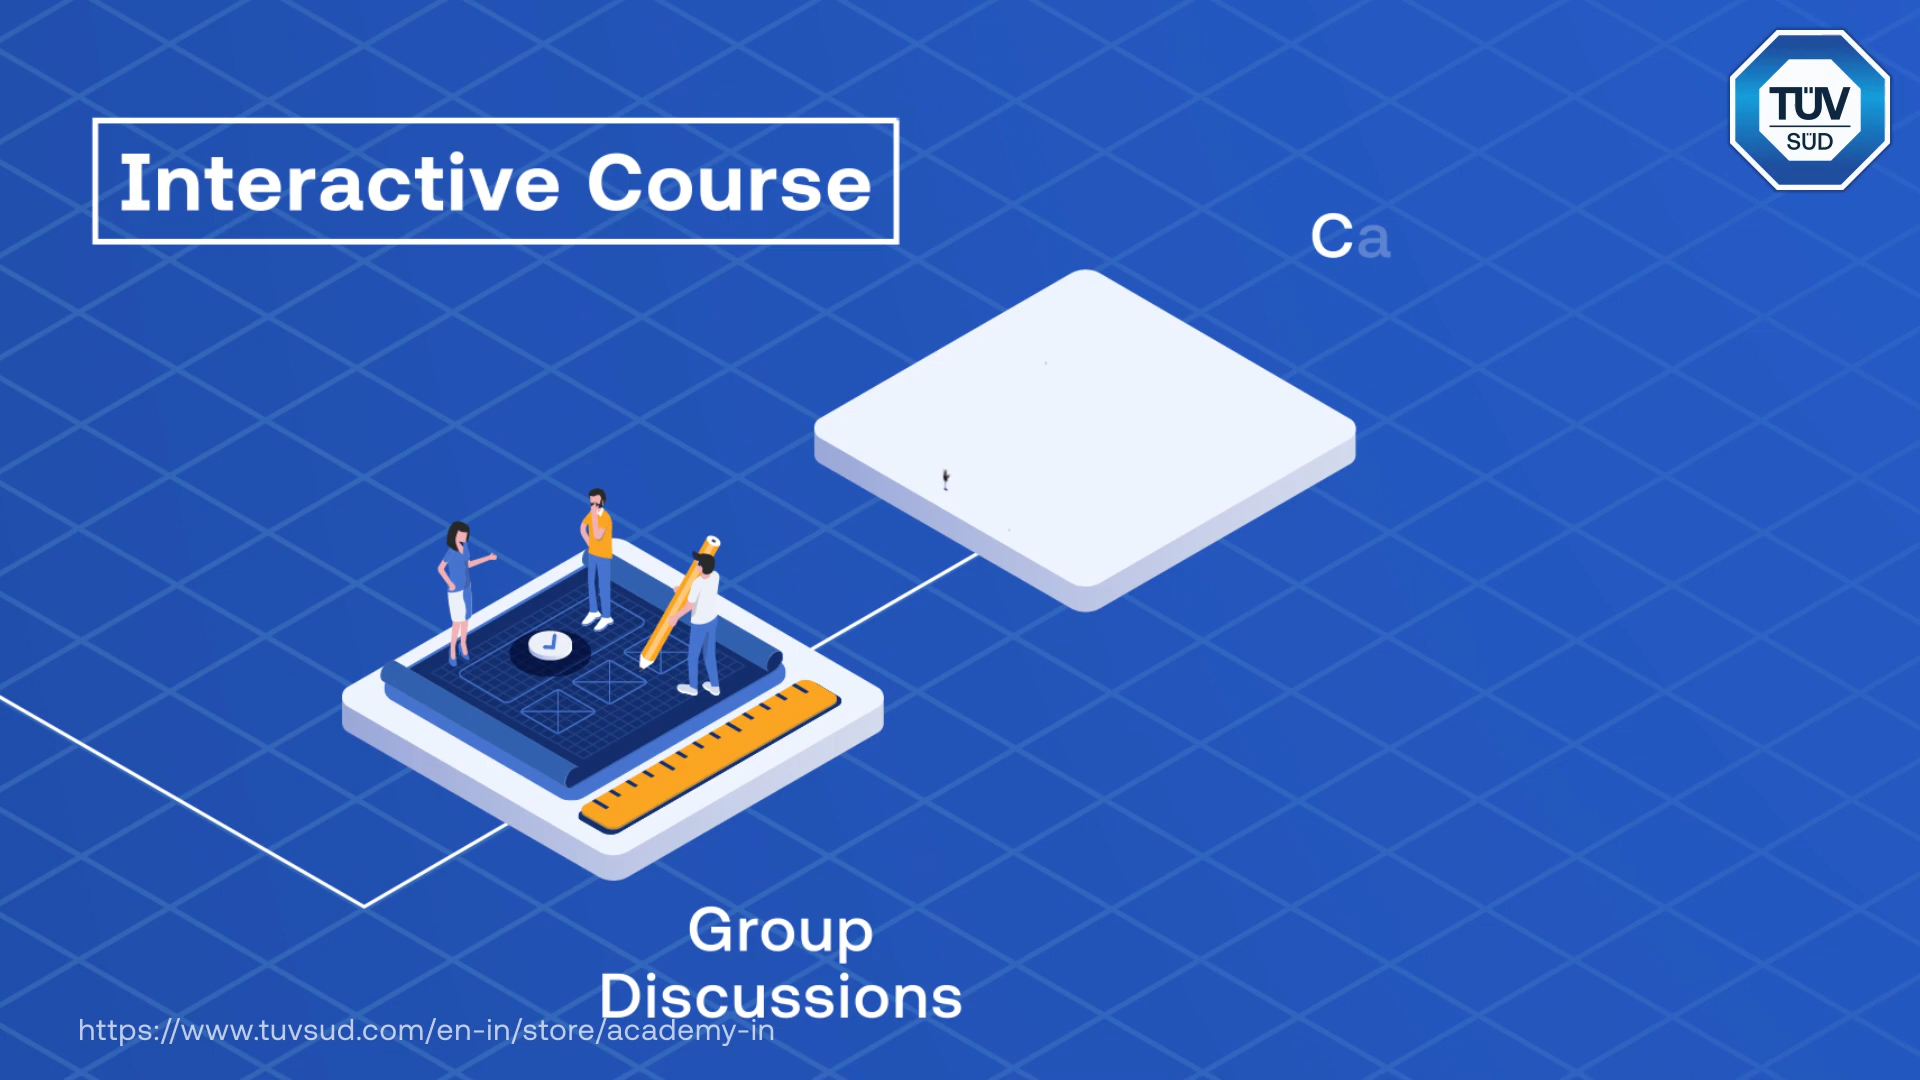 Interactive Course
TÜV
SÜD
Ca
Group
Discussions
https://www.tuvsud.com/en-in/store/academy-in